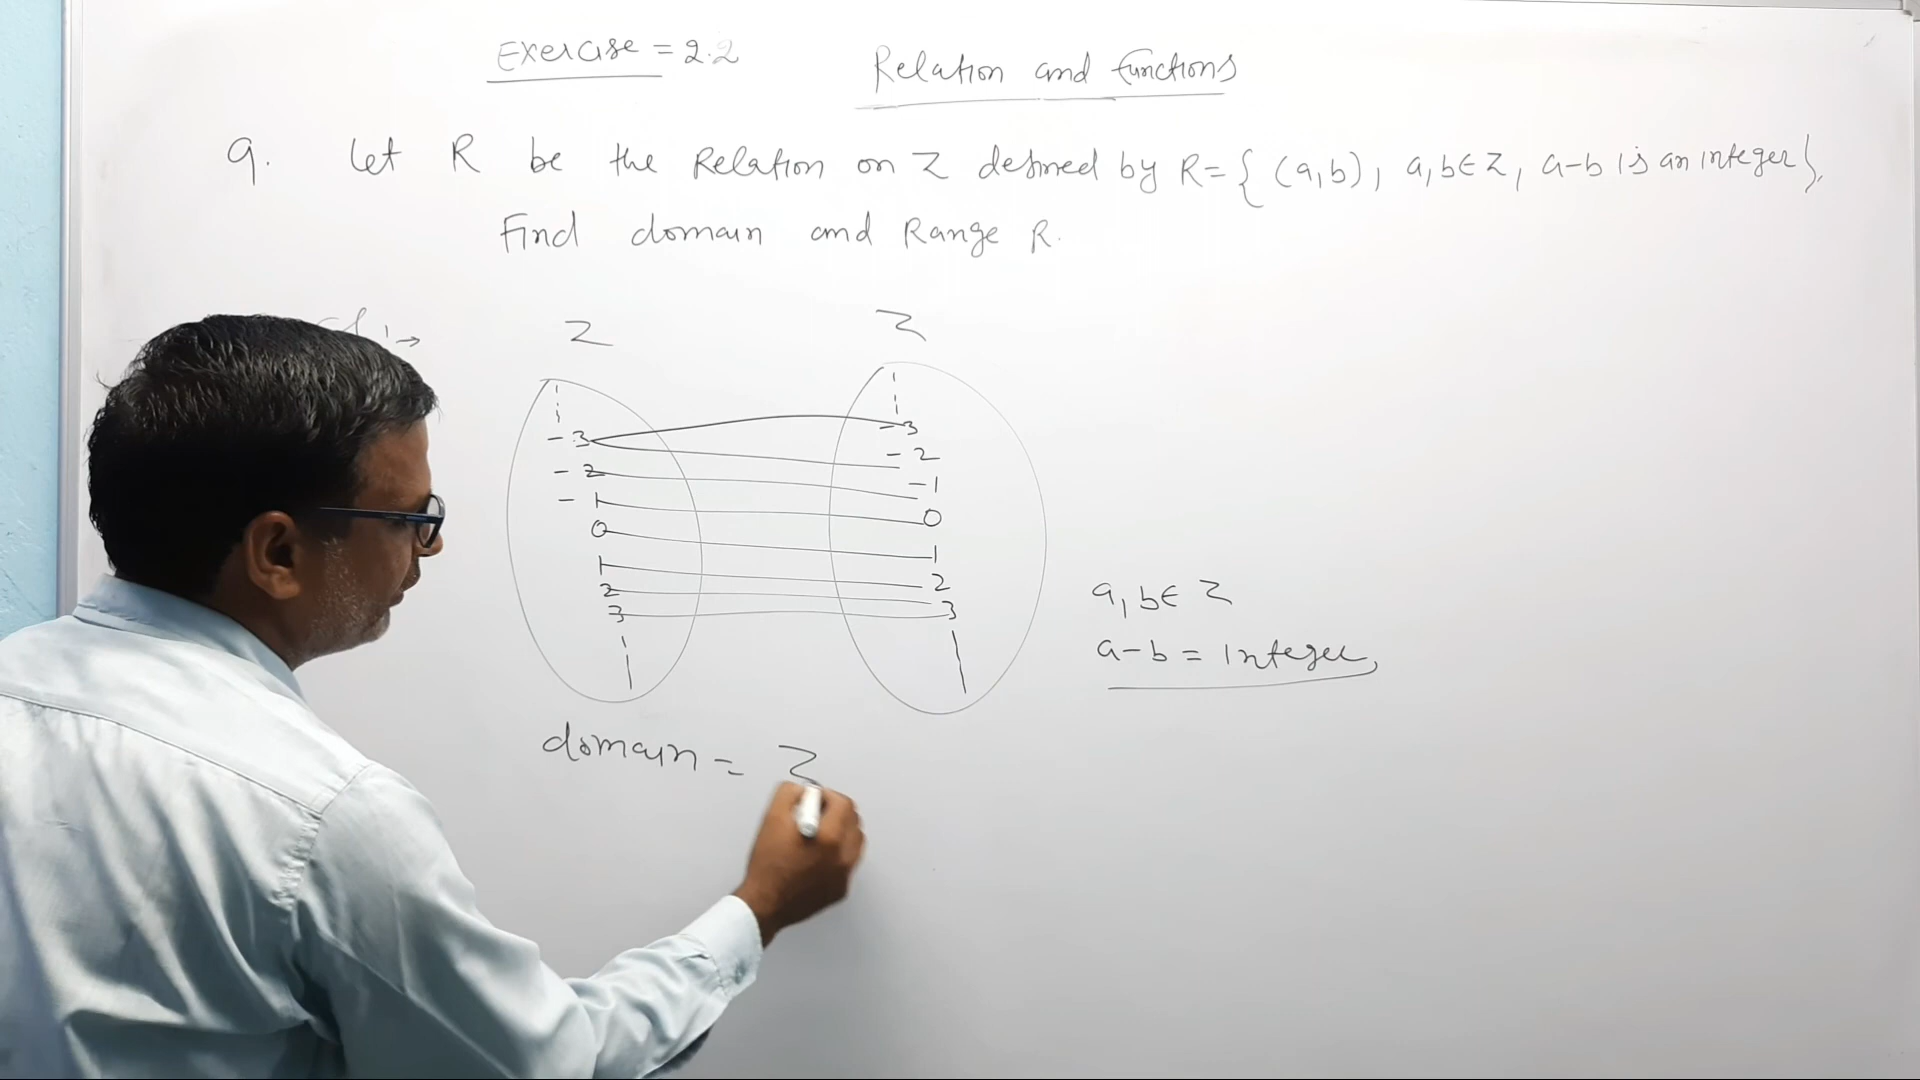 Exercise = 2.2
Relation and functions
9. Let R be the Relation on Z defined by R = { (a,b), a,b ∈ Z, a-b is an integer}.
Find domain and Range R.
Z Z
-3 -3
-2 -2
-1 -1
0 0
1 1
2 2
3 3
a, b ∈ Z
a-b = Integer,
domain = Z